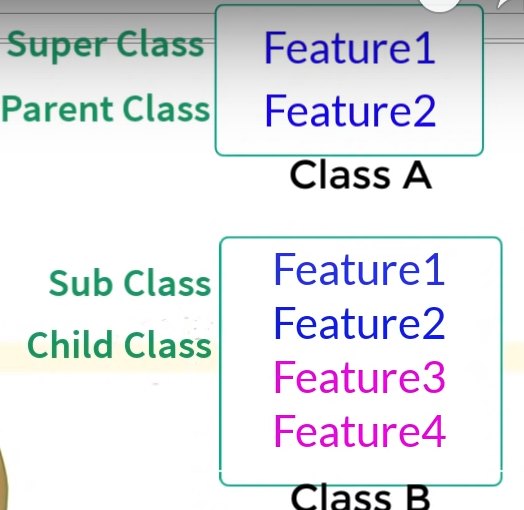 Super Class
Feature1
Parent Class
Feature2
Class A
Sub Class
Feature1
Feature2
Child Class
Feature3
Feature4
Class B